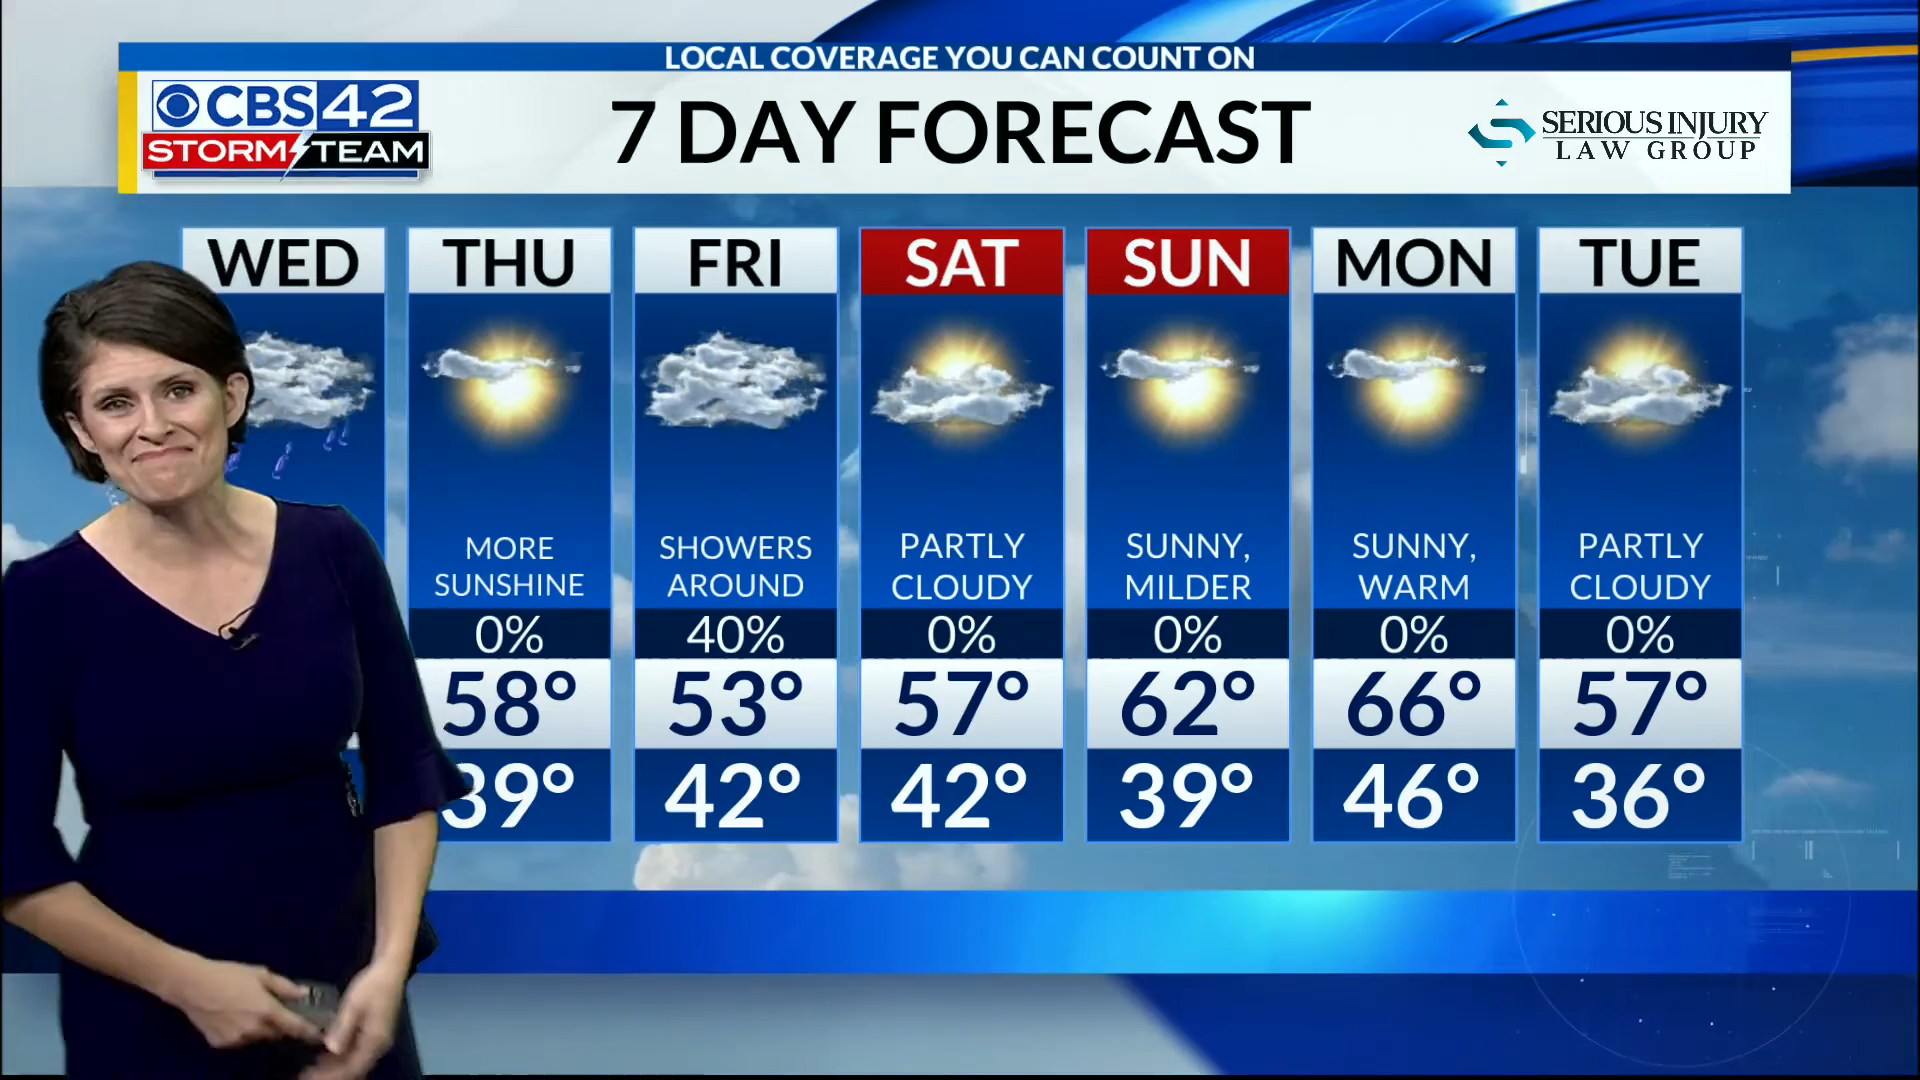 LOCAL COVERAGE YOU CAN COUNT ON
CBS 42
STORM TEAM
7 DAY FORECAST
SERIOUS INJURY
LAW GROUP
WED THU FRI SAT SUN MON TUE
MORE
SUNSHINE
SHOWERS
AROUND
PARTLY
CLOUDY
SUNNY,
MILDER
SUNNY,
WARM
PARTLY
CLOUDY
0% 40% 0% 0% 0% 0%
58° 53° 57° 62° 66° 57°
39° 42° 42° 39° 46° 36°